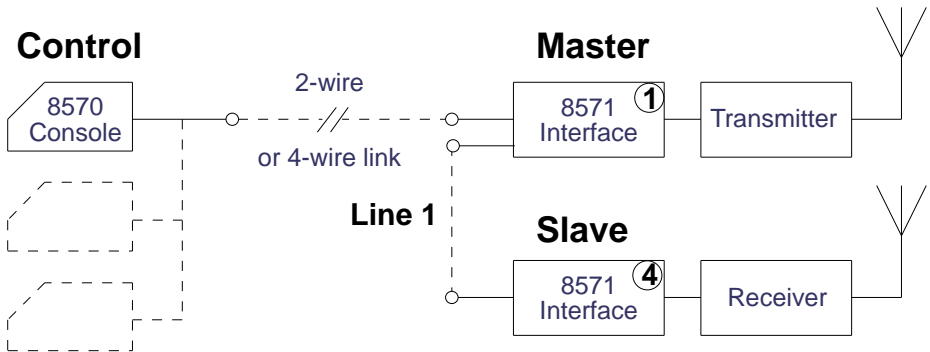 Control
Master
2-wire
8570
Console
8571
Interface
1
Transmitter
or 4-wire link
Line 1
Slave
8571
Interface
4
Receiver